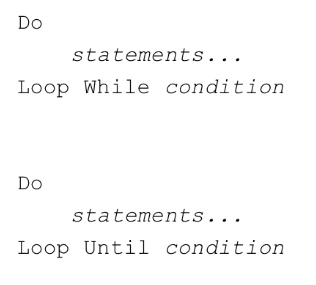 Do
statements...
Loop While condition
Do
statements...
Loop Until condition